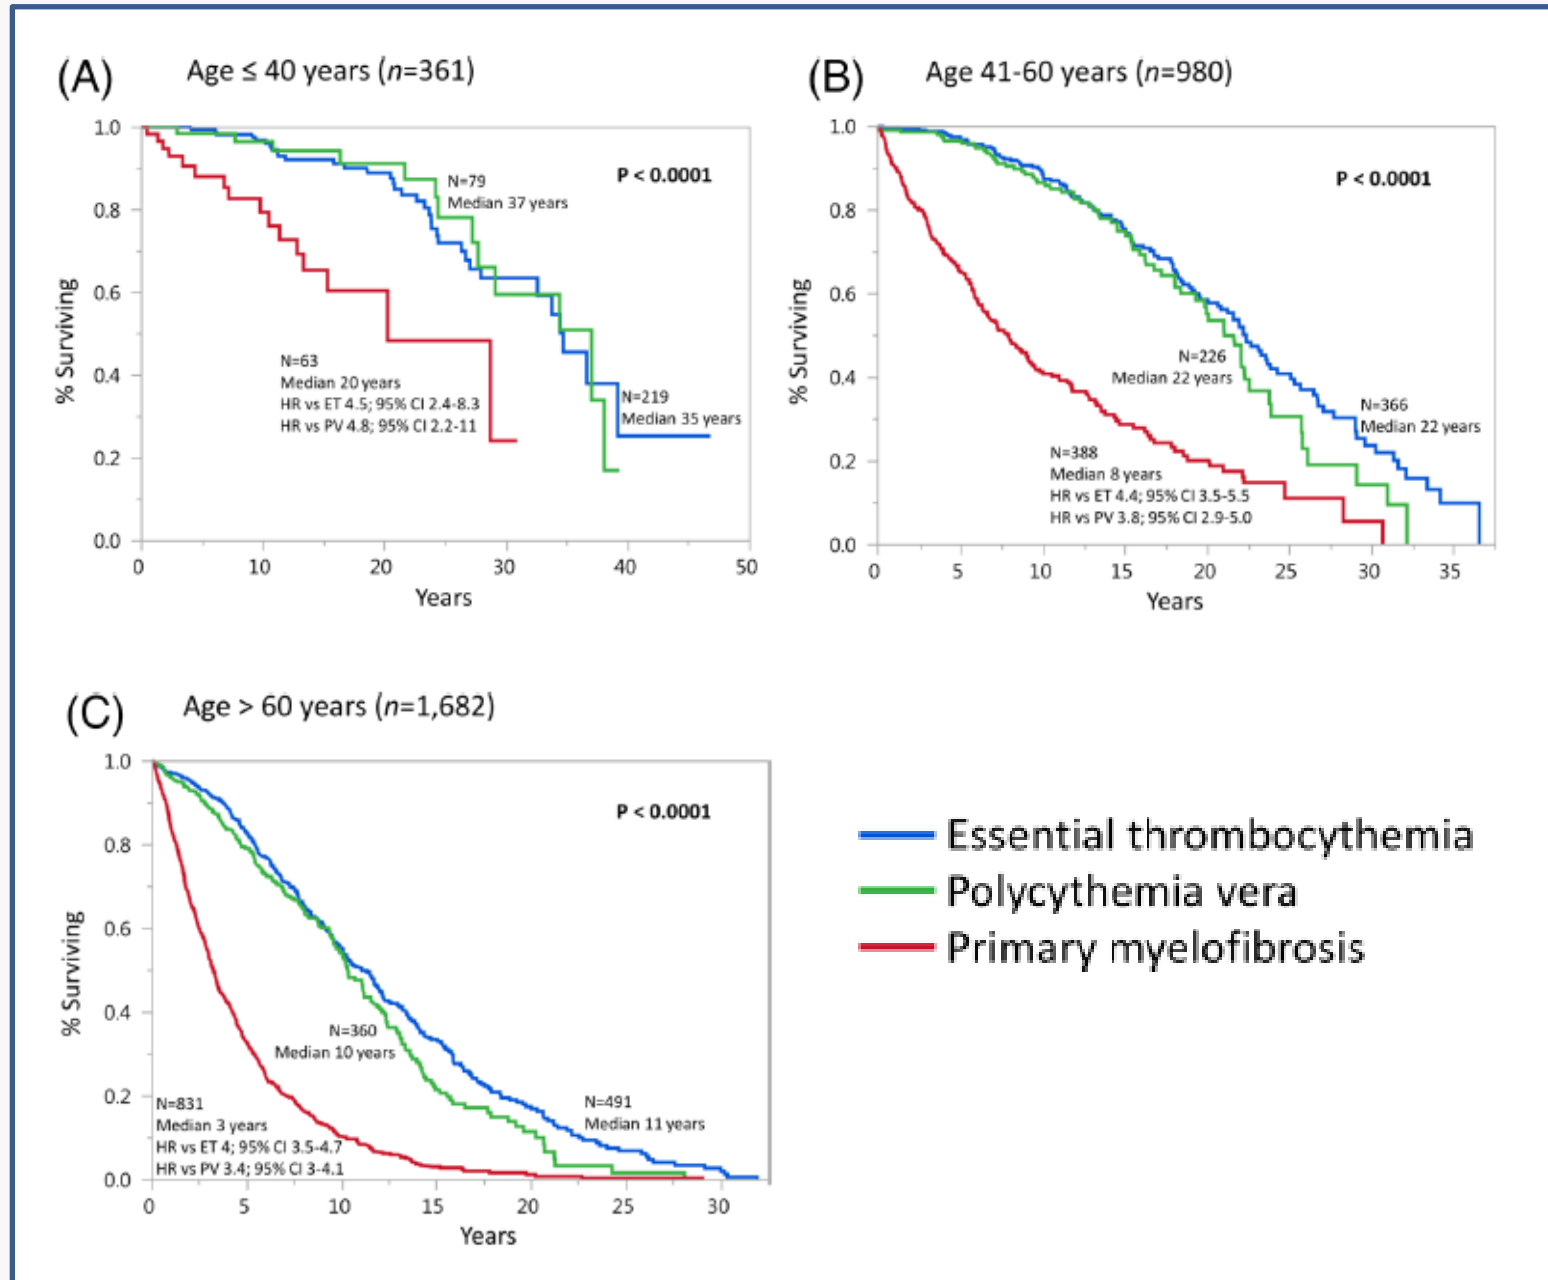 (A)
Age ≤ 40 years (n=361)
1.0
0.8
0.6
0.4
0.2
0.0
% Surviving
P < 0.0001
N=79
Median 37 years
N=63
Median 20 years
HR vs ET 4.5; 95% CI 2.4-8.3
HR vs PV 4.8; 95% CI 2.2-11
N=219
Median 35 years
0 10 20 30 40 50
Years
(B)
Age 41-60 years (n=980)
1.0
0.8
0.6
0.4
0.2
0.0
% Surviving
P < 0.0001
N=226
Median 22 years
N=366
Median 22 years
N=388
Median 8 years
HR vs ET 4.4; 95% CI 3.5-5.5
HR vs PV 3.8; 95% CI 2.9-5.0
0 5 10 15 20 25 30 35
Years
(C)
Age > 60 years (n=1,682)
1.0
0.8
0.6
0.4
0.2
0.0
% Surviving
P < 0.0001
N=360
Median 10 years
N=491
Median 11 years
N=831
Median 3 years
HR vs ET 4; 95% CI 3.5-4.7
HR vs PV 3.4; 95% CI 3-4.1
0 5 10 15 20 25 30
Years
Essential thrombocythemia
Polycythemia vera
Primary myelofibrosis